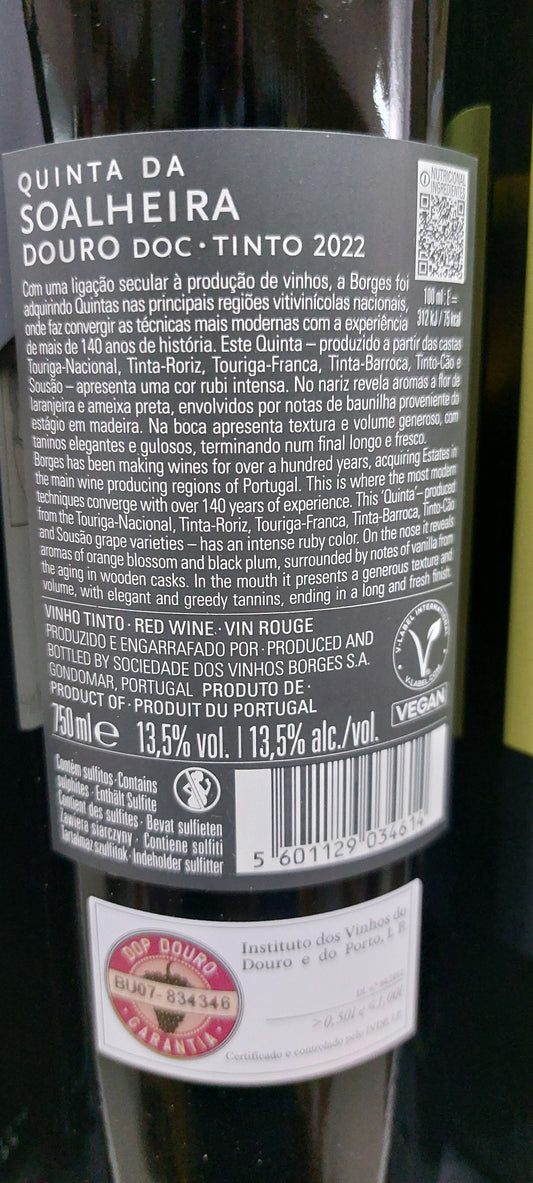 QUINTA DA
SOALHEIRA
DOURO DOC · TINTO 2022
NUTRICIONAL
INGREDIENTES
100 ml: E =
312 kJ / 75 kcal
Com uma ligação secular à produção de vinhos, a Borges foi
adquirindo Quintas nas principais regiões vitivinícolas nacionais,
onde faz convergir as técnicas mais modernas com a experiência
de mais de 140 anos de história. Este Quinta – produzido a partir das castas
Touriga-Nacional, Tinta-Roriz, Touriga-Franca, Tinta-Barroca, Tinto-Cão e
Sousão – apresenta uma cor rubi intensa. No nariz revela aromas a flor de
laranjeira e ameixa preta, envolvidos por notas de baunilha proveniente do
estágio em madeira. Na boca apresenta textura e volume generoso, com
taninos elegantes e gulosos, terminando num final longo e fresco.
Borges has been making wines for over a hundred years, acquiring Estates in
the main wine producing regions of Portugal. This is where the most modern
techniques converge with over 140 years of experience. This 'Quinta' – produced
from the Touriga-Nacional, Tinta-Roriz, Touriga-Franca, Tinta-Barroca, Tinto-Cão
and Sousão grape varieties – has an intense ruby color. On the nose it reveals
aromas of orange blossom and black plum, surrounded by notes of vanilla from
the aging in wooden casks. In the mouth it presents a generous texture and
volume, with elegant and greedy tannins, ending in a long and fresh finish.
VINHO TINTO · RED WINE · VIN ROUGE
PRODUZIDO E ENGARRAFADO POR · PRODUCED AND
BOTTLED BY SOCIEDADE DOS VINHOS BORGES S.A.
GONDOMAR, PORTUGAL PRODUTO DE ·
PRODUCT OF · PRODUIT DU PORTUGAL
V-LABEL INTERNATIONAL
V-LABEL.COM
VEGAN
750 ml e 13,5% vol. | 13,5% alc./vol.
Contém sulfitos · Contains
sulphites · Enthält Sulfite
Contient des sulfites · Bevat sulfieten
Zawiera siarczyny · Contiene solfiti
Tartalmaz szulfitok · Indeholder sulfitter
5 601129 034614
DOP DOURO
BU07- 834346
· GARANTIA ·
Instituto dos Vinhos do
Douro e do Porto, I. P.
> 0,50l e < 1,00l
Certificado e controlado pelo IVDP, I.P.